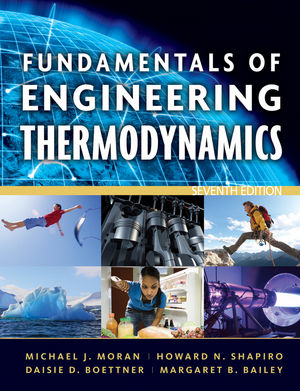 FUNDAMENTALS OF
ENGINEERING
THERMODYNAMICS
SEVENTH EDITION
MICHAEL J. MORAN | HOWARD N. SHAPIRO
DAISIE D. BOETTNER | MARGARET B. BAILEY